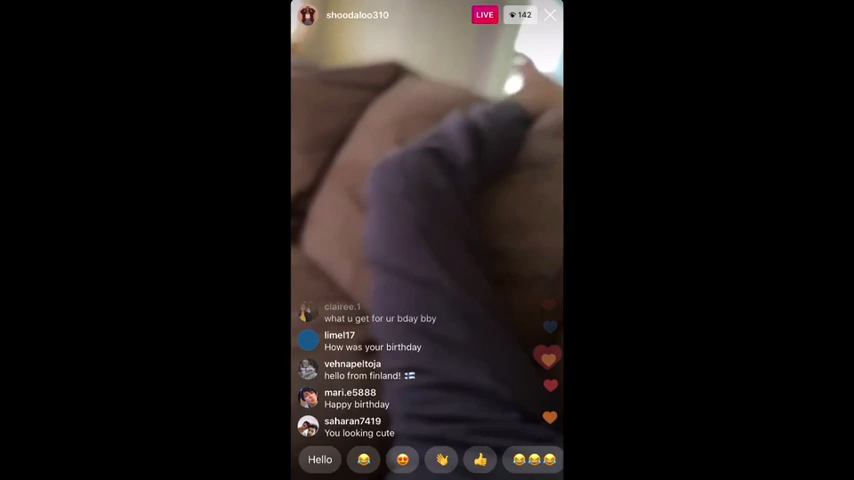 shoodaloo310
LIVE
142
clairee.1
what u get for ur bday bby
limel17
How was your birthday
vehnapeltoja
hello from finland! 🇫🇮
mari.e5888
Happy birthday
saharan7419
You looking cute
Hello 😂 😍 👋 👍 😂😂😂